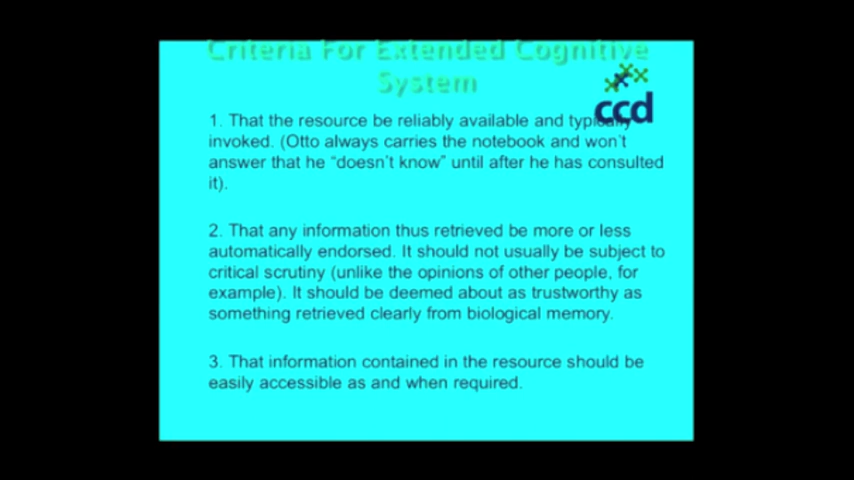 Criteria For Extended Cognitive
System
ccd
1. That the resource be reliably available and typically
invoked. (Otto always carries the notebook and won't
answer that he "doesn't know" until after he has consulted
it).
2. That any information thus retrieved be more or less
automatically endorsed. It should not usually be subject to
critical scrutiny (unlike the opinions of other people, for
example). It should be deemed about as trustworthy as
something retrieved clearly from biological memory.
3. That information contained in the resource should be
easily accessible as and when required.